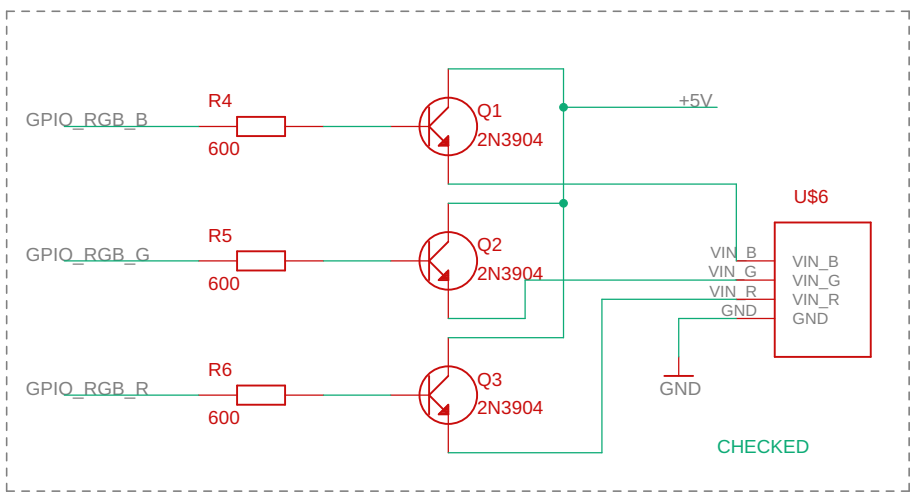 R4
GPIO_RGB_B
600
Q1
2N3904
+5V
R5
GPIO_RGB_G
600
Q2
2N3904
R6
GPIO_RGB_R
600
Q3
2N3904
U$6
VIN_B
VIN_G
VIN_R
GND
VIN_B
VIN_G
VIN_R
GND
GND
CHECKED